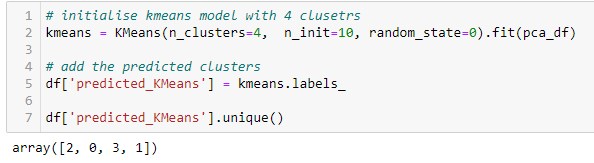 1 # initialise kmeans model with 4 clusetrs
2 kmeans = KMeans(n_clusters=4,  n_init=10, random_state=0).fit(pca_df)
3
4 # add the predicted clusters
5 df['predicted_KMeans'] = kmeans.labels_
6
7 df['predicted_KMeans'].unique()
array([2, 0, 3, 1])